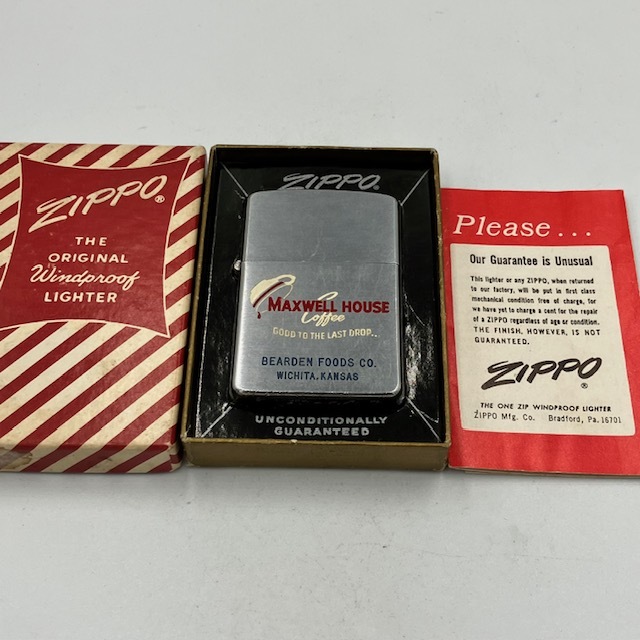 ZIPPO®
THE
ORIGINAL
Windproof
LIGHTER
ZIPPO®
MAXWELL HOUSE
Coffee
GOOD TO THE LAST DROP...
BEARDEN FOODS CO.
WICHITA, KANSAS
UNCONDITIONALLY
GUARANTEED
Please...
Our Guarantee is Unusual
This lighter or any ZIPPO, when returned
to our factory, will be put in first class
mechanical condition free of charge, for
we have yet to charge a cent for the repair
of a ZIPPO regardless of age or condition.
THE FINISH, HOWEVER, IS NOT
GUARANTEED.
ZIPPO®
THE ONE ZIP WINDPROOF LIGHTER
ZIPPO Mfg. Co. Bradford, Pa. 16701